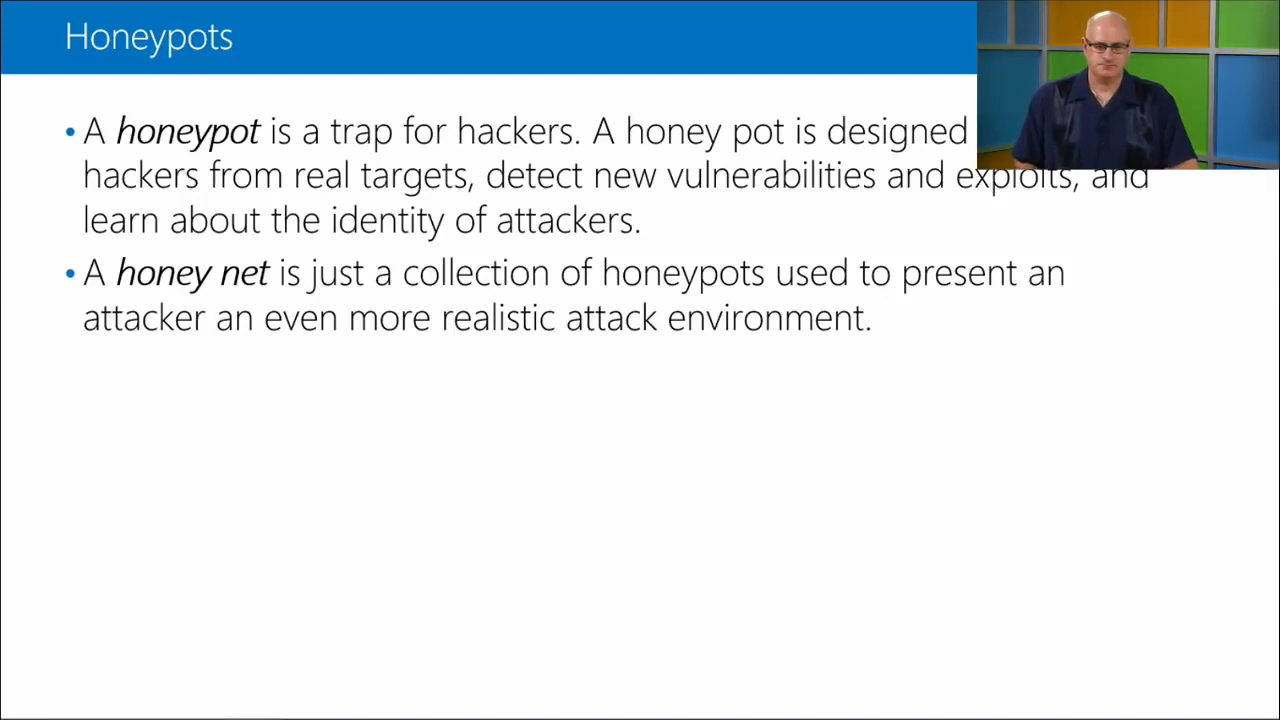 Honeypots
• A honeypot is a trap for hackers. A honey pot is designed
hackers from real targets, detect new vulnerabilities and exploits, and
learn about the identity of attackers.
• A honey net is just a collection of honeypots used to present an
attacker an even more realistic attack environment.